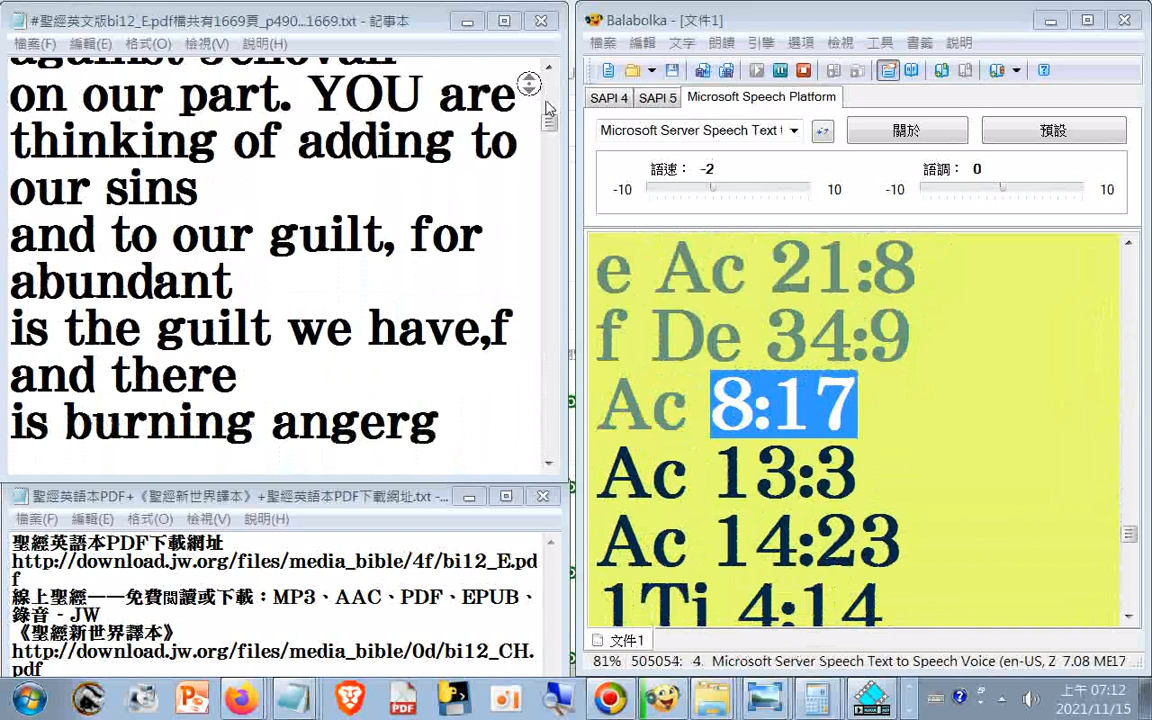 #聖經英文版bi12_E.pdf檔共有1669頁_p490...1669.txt - 記事本
檔案(F) 編輯(E) 格式(O) 檢視(V) 說明(H)
against Jehovah
on our part. YOU are
thinking of adding to
our sins
and to our guilt, for
abundant
is the guilt we have,f
and there
is burning angerg
聖經英語本PDF+《聖經新世界譯本》+聖經英語本PDF下載網址.txt -...
檔案(F) 編輯(E) 格式(O) 檢視(V) 說明(H)
聖經英語本PDF下載網址
http://download.jw.org/files/media_bible/4f/bi12_E.pd
f
線上聖經——免費閱讀或下載：MP3、AAC、PDF、EPUB、
錄音 - JW
《聖經新世界譯本》
http://download.jw.org/files/media_bible/0d/bi12_CH.
pdf
Balabolka - [文件1]
檔案 編輯 文字 朗讀 引擎 選項 檢視 工具 書籤 說明
SAPI 4 SAPI 5 Microsoft Speech Platform
Microsoft Server Speech Text t 關於 預設
語速： -2 語調： 0
-10 10 -10 10
e Ac 21:8
f De 34:9
Ac 8:17
Ac 13:3
Ac 14:23
1Ti 4:14
文件1
81% 505054: 4. Microsoft Server Speech Text to Speech Voice (en-US, Z 7.08 ME17
上午 07:12
2021/11/15